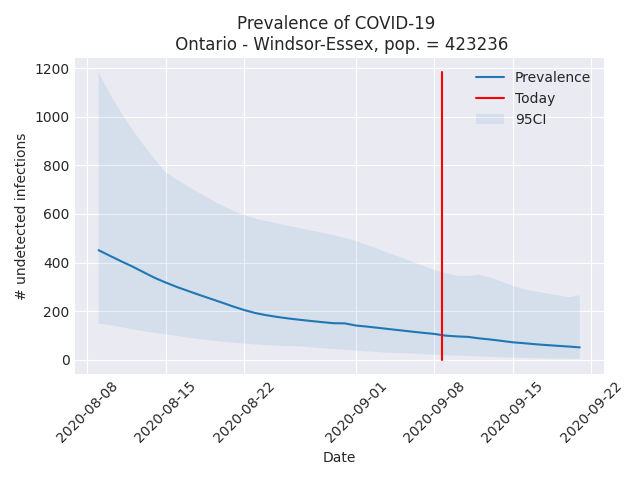 Prevalence of COVID-19
Ontario - Windsor-Essex, pop. = 423236
1200
1000
800
600
400
200
0
# undetected infections
Prevalence
Today
95CI
2020-08-08
2020-08-15
2020-08-22
2020-09-01
2020-09-08
2020-09-15
2020-09-22
Date